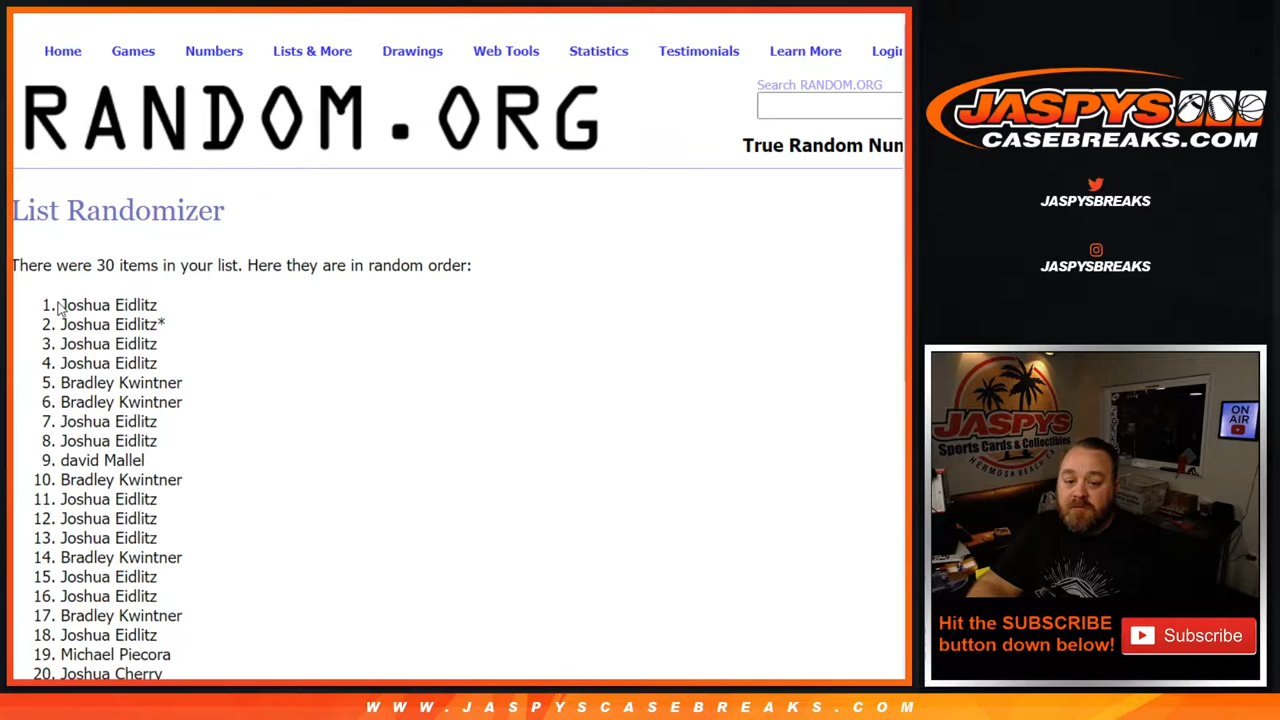 Home Games Numbers Lists & More Drawings Web Tools Statistics Testimonials Learn More Login
RANDOM.ORG
Search RANDOM.ORG
True Random Num
List Randomizer
There were 30 items in your list. Here they are in random order:
1. Joshua Eidlitz
2. Joshua Eidlitz*
3. Joshua Eidlitz
4. Joshua Eidlitz
5. Bradley Kwintner
6. Bradley Kwintner
7. Joshua Eidlitz
8. Joshua Eidlitz
9. david Mallel
10. Bradley Kwintner
11. Joshua Eidlitz
12. Joshua Eidlitz
13. Joshua Eidlitz
14. Bradley Kwintner
15. Joshua Eidlitz
16. Joshua Eidlitz
17. Bradley Kwintner
18. Joshua Eidlitz
19. Michael Piecora
20. Joshua Cherry
JASPYS
CASEBREAKS.COM
JASPYSBREAKS
JASPYSBREAKS
JASPYS
Sports Cards & Collectibles
HERMOSA BEACH, CA
ON
AIR
Hit the SUBSCRIBE
button down below!
Subscribe
WWW.JASPYSCASEBREAKS.COM